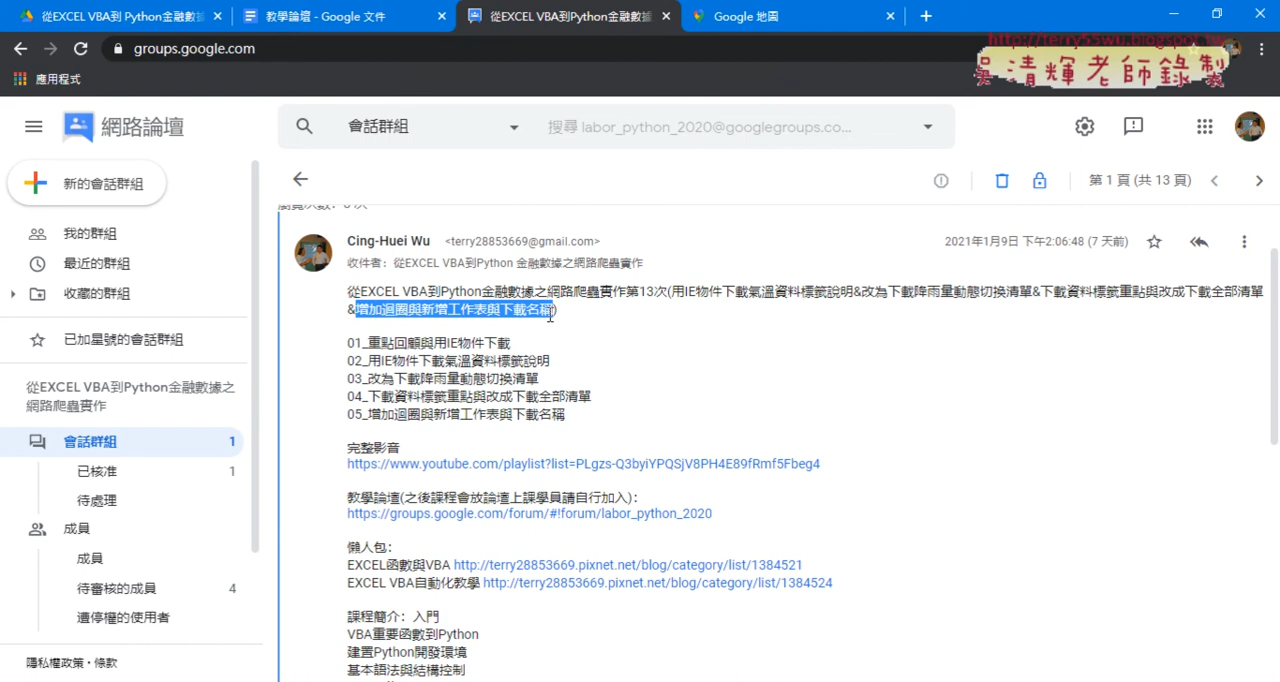 從EXCEL VBA到 Python金融數據
教學論壇 - Google 文件
從EXCEL VBA到Python金融數據
Google 地圖
groups.google.com
http://terry55wu.blogspot.tw
吳清輝老師錄製
應用程式
網路論壇
會話群組
搜尋 labor_python_2020@googlegroups.co...
新的會話群組
第 1 頁 (共 13 頁)
我的群組
最近的群組
收藏的群組
已加星號的會話群組
從EXCEL VBA到Python金融數據之
網路爬蟲實作
會話群組 1
已核准 1
待處理
成員
成員
待審核的成員 4
遭停權的使用者
隱私權政策 • 條款
Cing-Huei Wu <terry28853669@gmail.com>
2021年1月9日 下午2:06:48 (7 天前)
收件者: 從EXCEL VBA到Python 金融數據之網路爬蟲實作
從EXCEL VBA到Python金融數據之網路爬蟲實作第13次(用IE物件下載氣溫資料標籤說明&改為下載降雨量動態切換清單&下載資料標籤重點與改成下載全部清單
&增加迴圈與新增工作表與下載名稱)
01_重點回顧與用IE物件下載
02_用IE物件下載氣溫資料標籤說明
03_改為下載降雨量動態切換清單
04_下載資料標籤重點與改成下載全部清單
05_增加迴圈與新增工作表與下載名稱
完整影音
https://www.youtube.com/playlist?list=PLgzs-Q3byiYPQSjV8PH4E89fRmf5Fbeg4
教學論壇(之後課程會放論壇上課學員請自行加入):
https://groups.google.com/forum/#!forum/labor_python_2020
懶人包:
EXCEL函數與VBA http://terry28853669.pixnet.net/blog/category/list/1384521
EXCEL VBA自動化教學 http://terry28853669.pixnet.net/blog/category/list/1384524
課程簡介: 入門
VBA重要函數到Python
建置Python開發環境
基本語法與結構控制